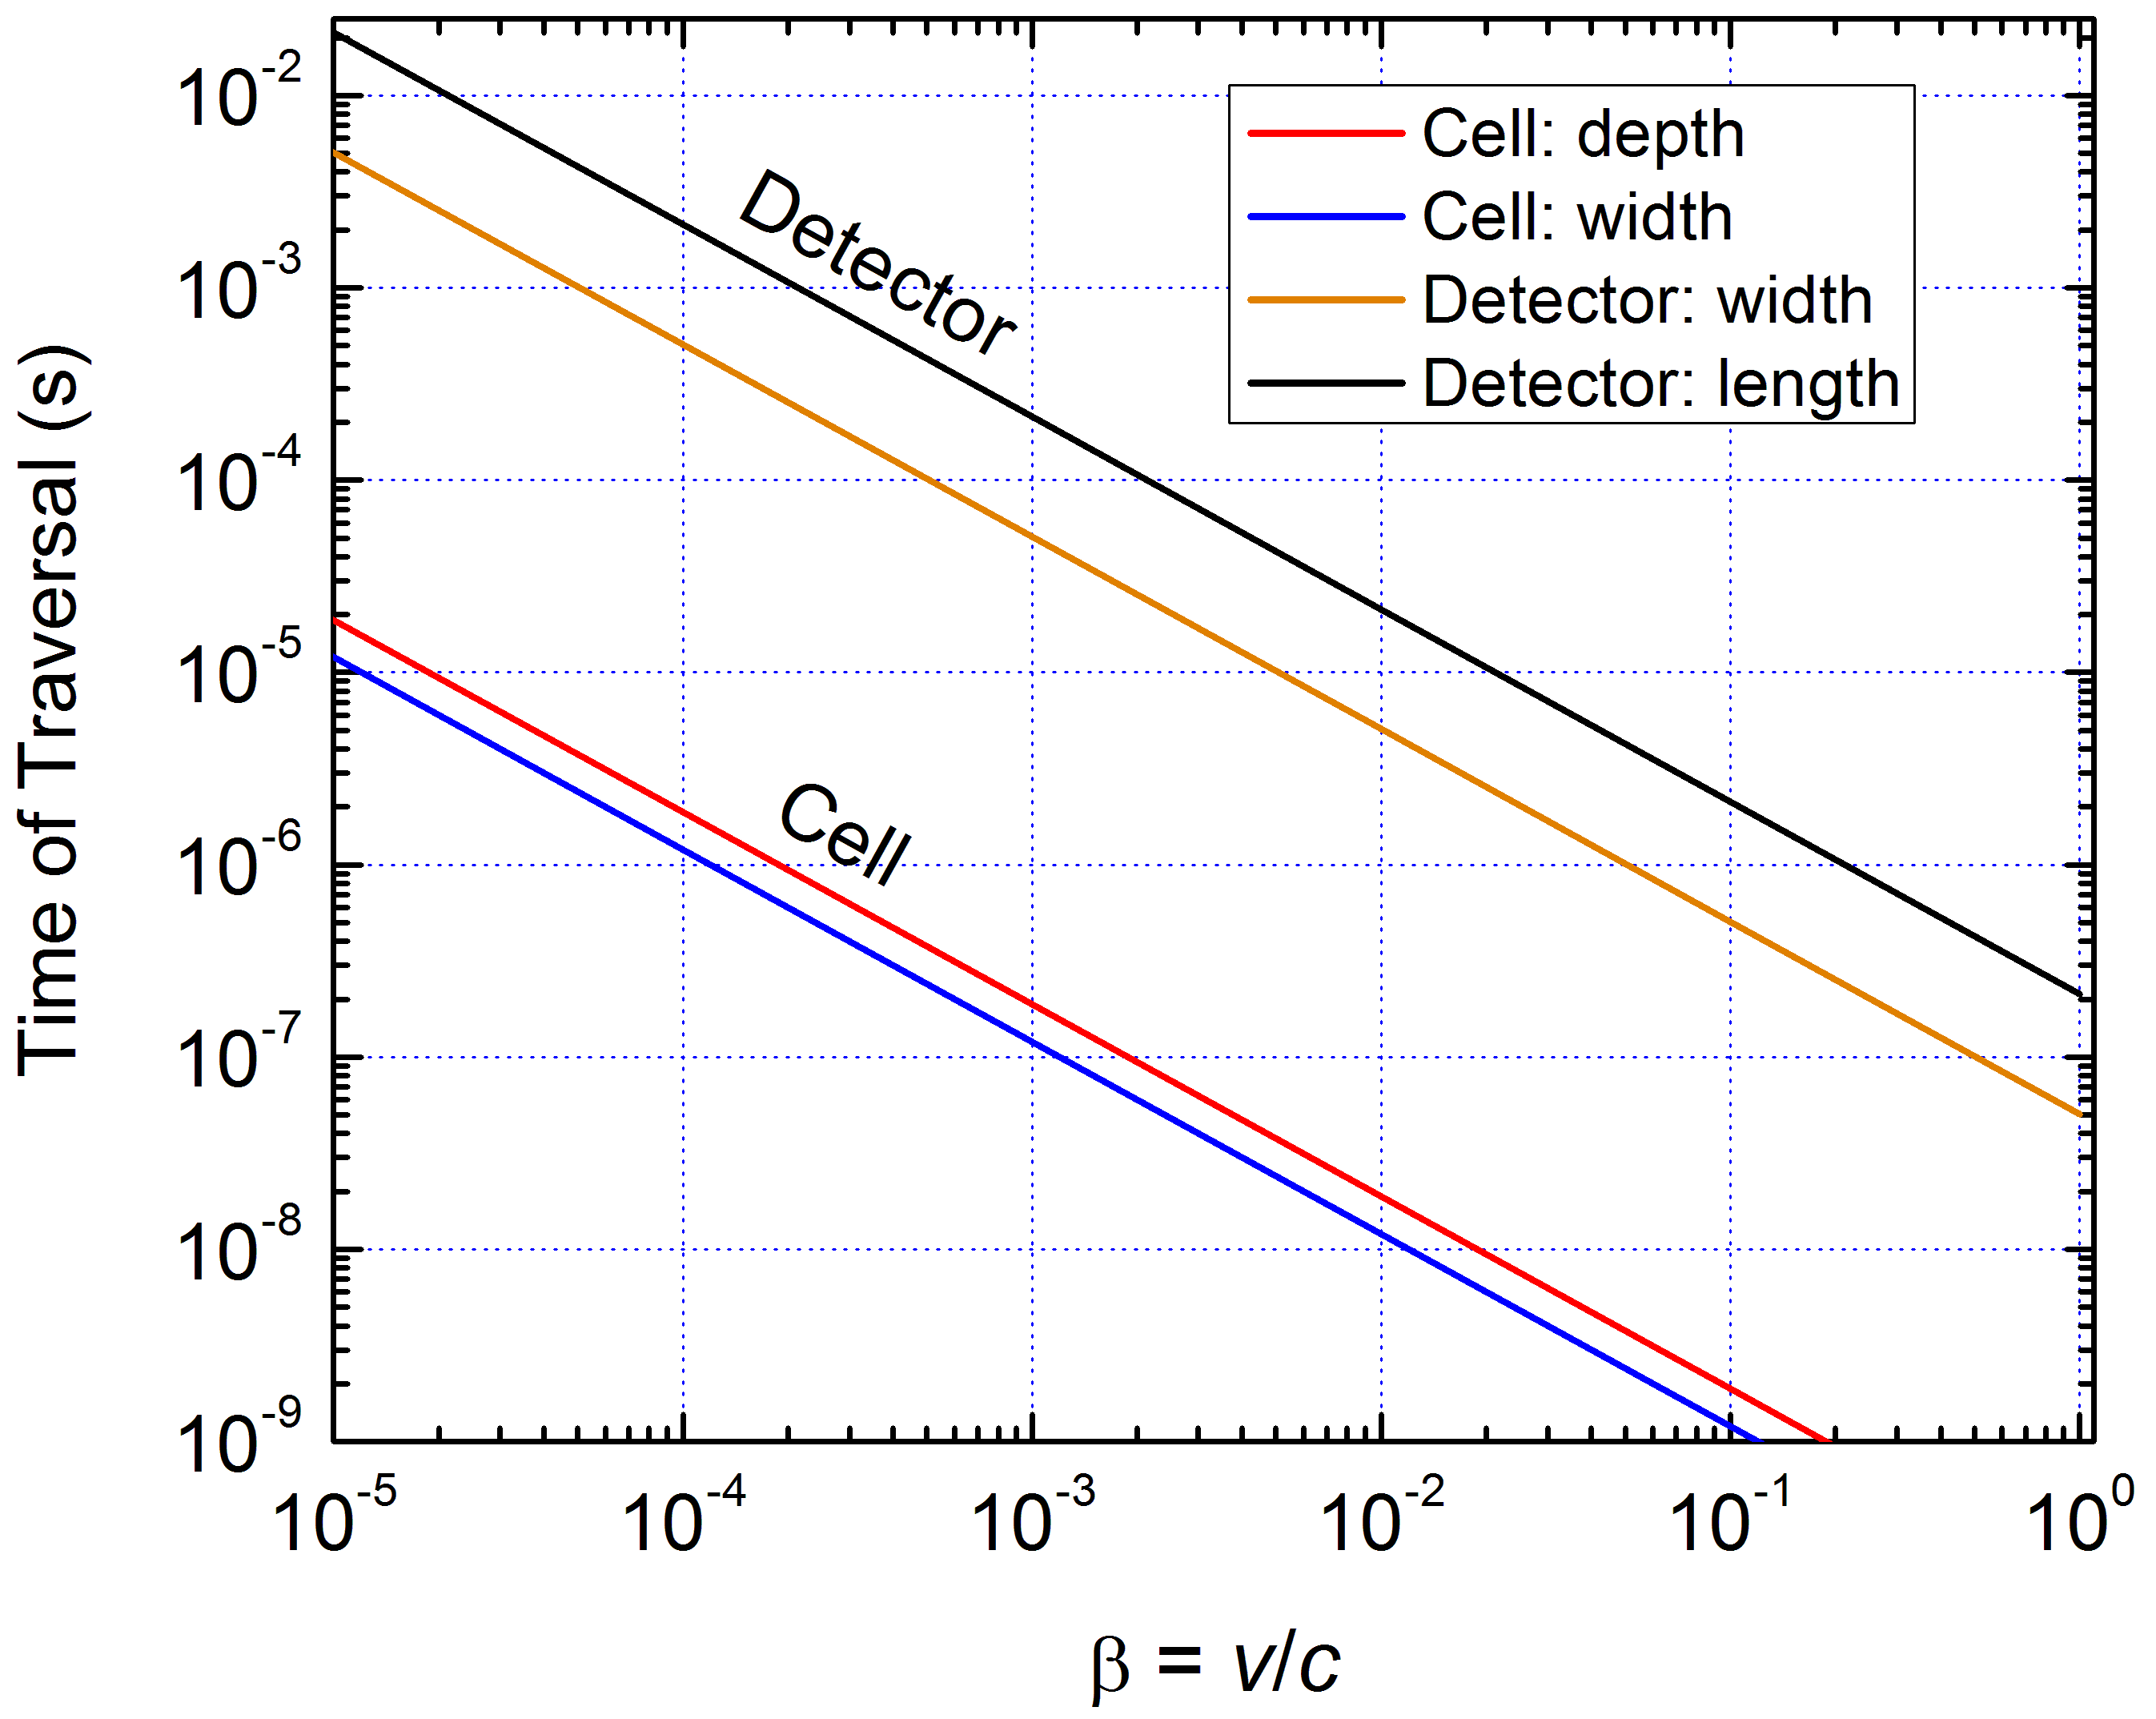 Time of Traversal (s)
10⁻²
10⁻³
10⁻⁴
10⁻⁵
10⁻⁶
10⁻⁷
10⁻⁸
10⁻⁹
Cell: depth
Cell: width
Detector: width
Detector: length
Detector
Cell
10⁻⁵ 10⁻⁴ 10⁻³ 10⁻² 10⁻¹ 10⁰
β = v/c